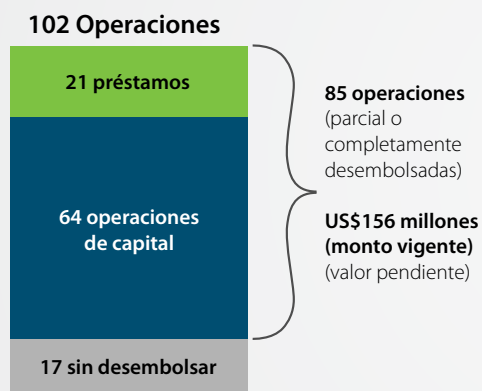 102 Operaciones
21 préstamos
64 operaciones
de capital
17 sin desembolsar
85 operaciones
(parcial o
completamente
desembolsadas)
US$156 millones
(monto vigente)
(valor pendiente)